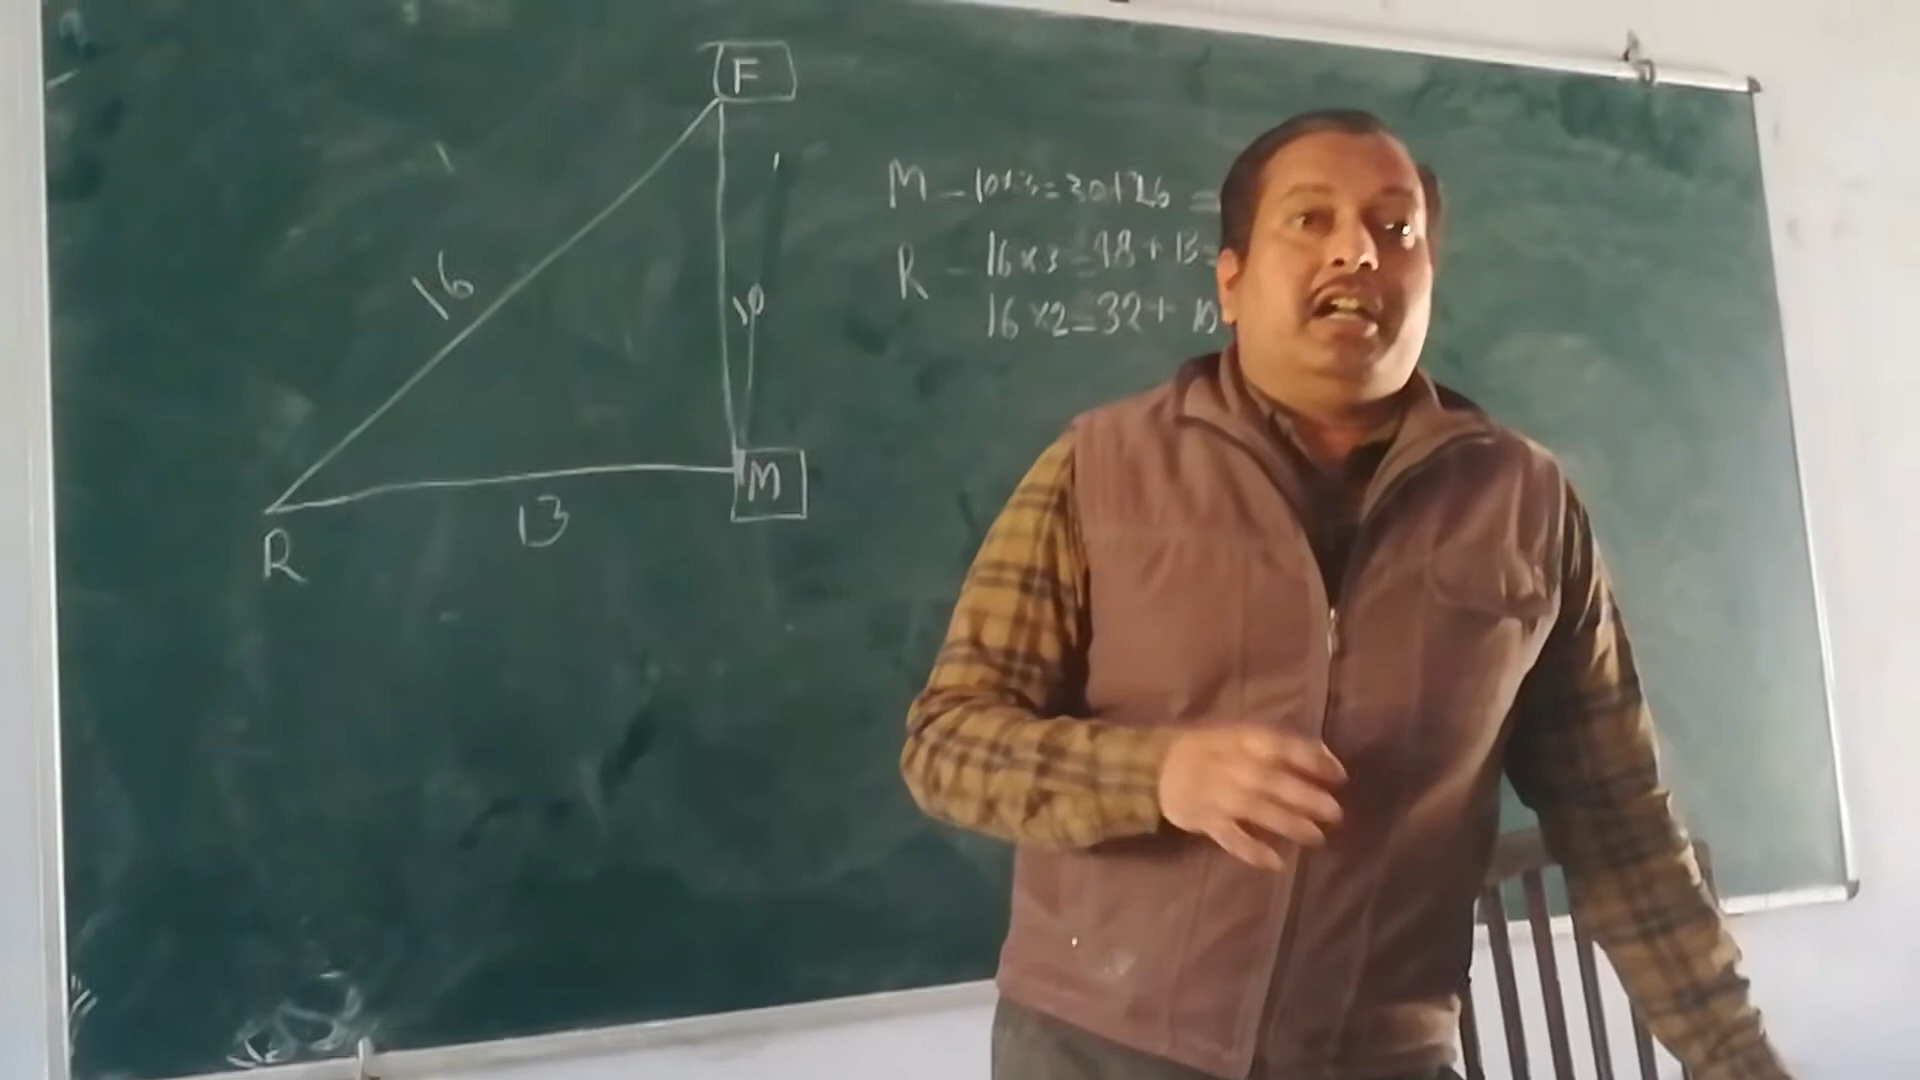 F
16
10
13
M
R
M - 10×3=30+26 =
R - 16×3=48+13=
16×2=32+ 10